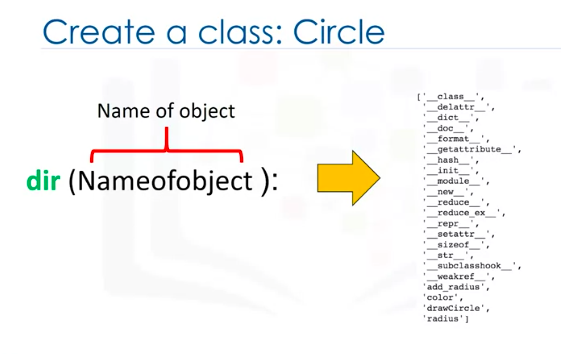 Create a class: Circle
Name of object
dir (Nameofobject ):
['__class__',
'__delattr__',
'__dict__',
'__doc__',
'__format__',
'__getattribute__',
'__hash__',
'__init__',
'__module__',
'__new__',
'__reduce__',
'__reduce_ex__',
'__repr__',
'__setattr__',
'__sizeof__',
'__str__',
'__subclasshook__',
'__weakref__',
'add_radius',
'color',
'drawCircle',
'radius']